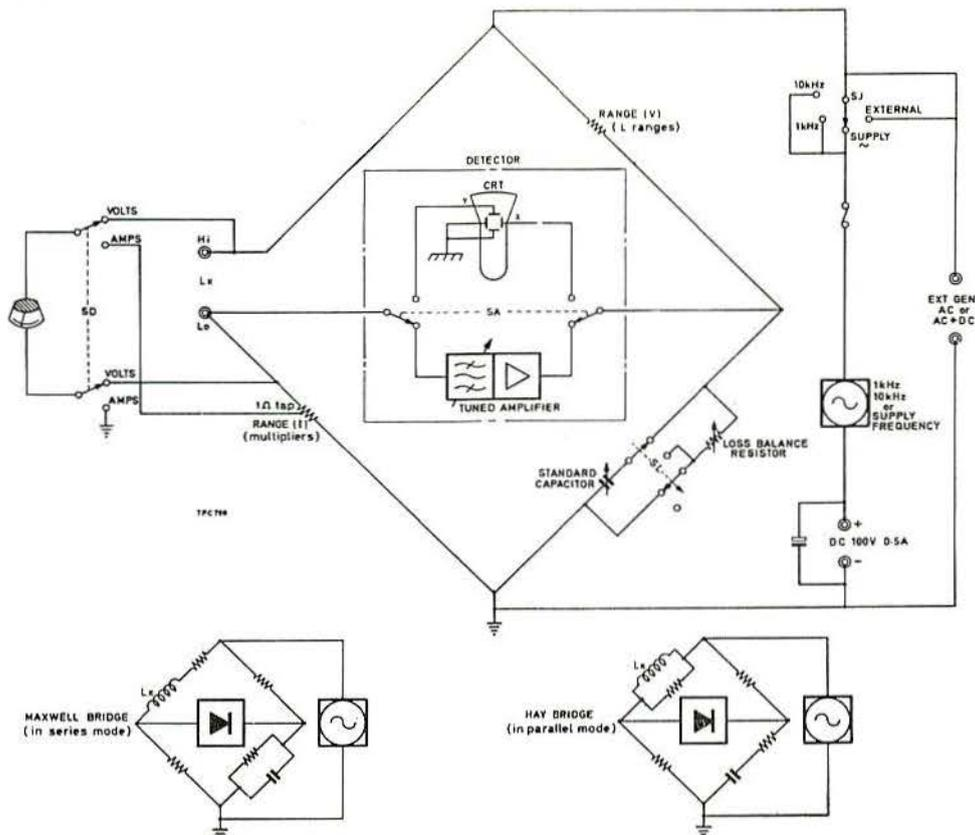 10kHz
SJ
EXTERNAL
1kHz
SUPPLY
~
RANGE (V)
(L ranges)
DETECTOR
CRT
Y
X
VOLTS
AMPS
Hi
Lx
Lo
SD
SA
EXT GEN
AC or
AC + DC
VOLTS
AMPS
1Ω tap
RANGE (I)
(multipliers)
TUNED AMPLIFIER
1kHz
10kHz
or
SUPPLY
FREQUENCY
LOSS BALANCE
RESISTOR
STANDARD
CAPACITOR
SL
+
DC 100V 0·5A
-
Lx
MAXWELL BRIDGE
(in series mode)
Lx
HAY BRIDGE
(in parallel mode)